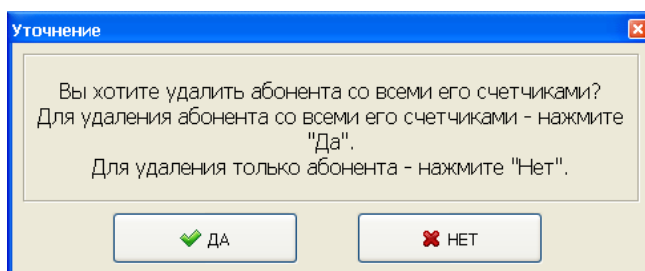 Уточнение
Вы хотите удалить абонента со всеми его счетчиками?
Для удаления абонента со всеми его счетчиками - нажмите
"Да".
Для удаления только абонента - нажмите "Нет".
ДА
НЕТ